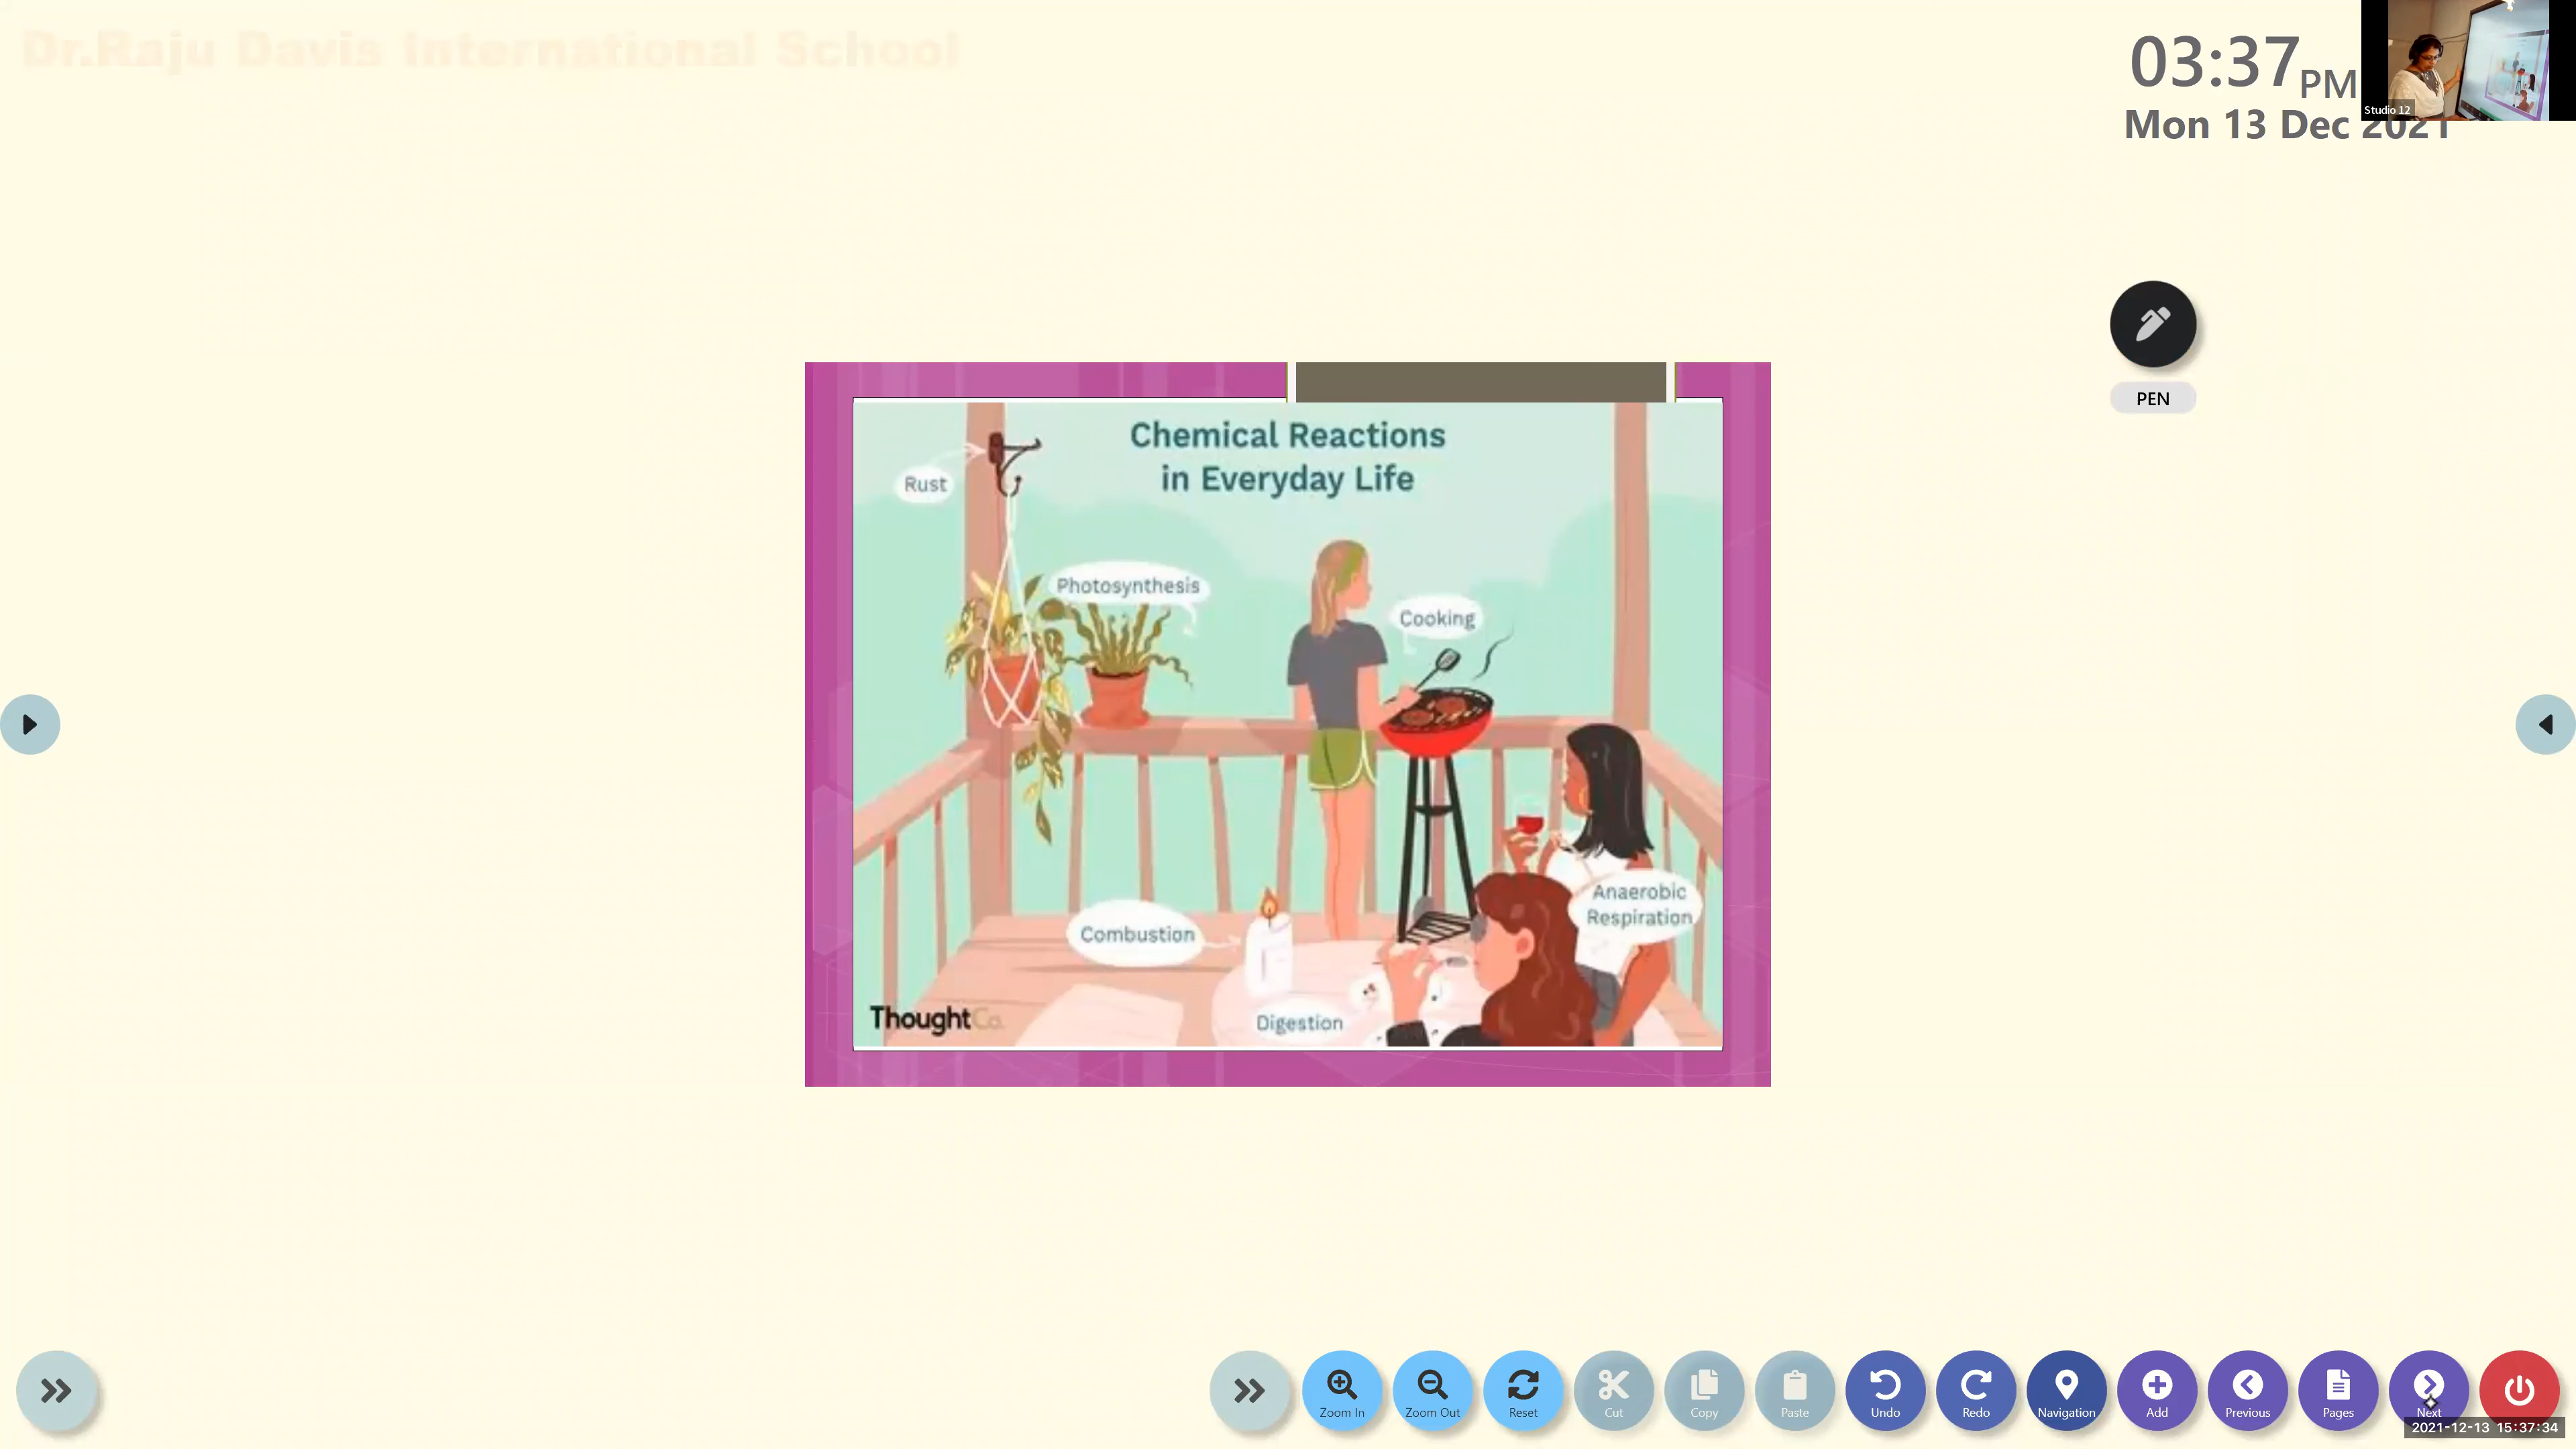 Dr.Raju Davis International School
03:37 PM
Mon 13 Dec 2021
Studio 12
PEN
Chemical Reactions
in Everyday Life
Rust
Photosynthesis
Cooking
Anaerobic
Respiration
Combustion
Digestion
ThoughtCo.
Zoom In
Zoom Out
Reset
Cut
Copy
Paste
Undo
Redo
Navigation
Add
Previous
Pages
Next
2021-12-13 15:37:34